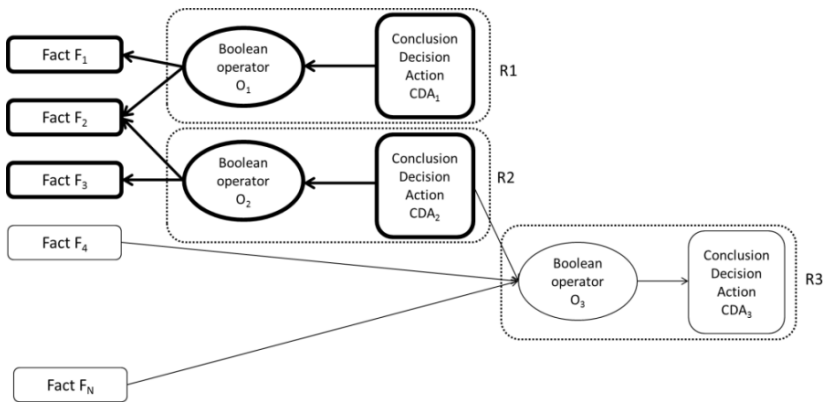 Fact F₁
Fact F₂
Fact F₃
Fact F₄
Fact F_N
Boolean
operator
O₁
Conclusion
Decision
Action
CDA₁
R1
Boolean
operator
O₂
Conclusion
Decision
Action
CDA₂
R2
Boolean
operator
O₃
Conclusion
Decision
Action
CDA₃
R3